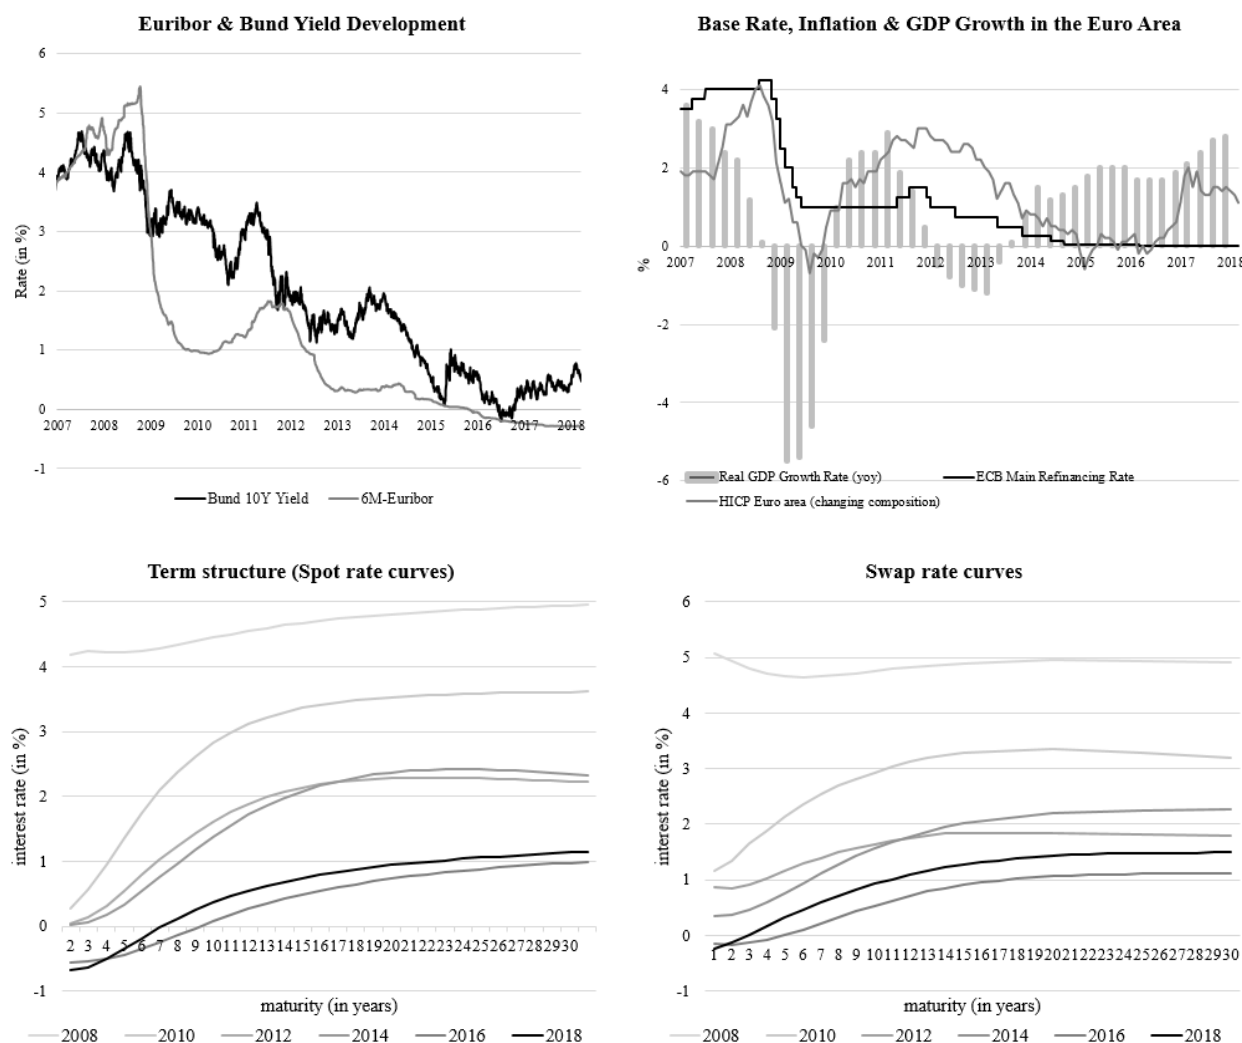 Euribor & Bund Yield Development
6
5
4
3
2
1
0
-1
Rate (in %)
2007 2008 2009 2010 2011 2012 2013 2014 2015 2016 2017 2018
Bund 10Y Yield 6M-Euribor
Base Rate, Inflation & GDP Growth in the Euro Area
4
2
0
-2
-4
-6
%
2007 2008 2009 2010 2011 2012 2013 2014 2015 2016 2017 2018
Real GDP Growth Rate (yoy) ECB Main Refinancing Rate
HICP Euro area (changing composition)
Term structure (Spot rate curves)
5
4
3
2
1
0
-1
interest rate (in %)
2 3 4 5 6 7 8 9 10 11 12 13 14 15 16 17 18 19 20 21 22 23 24 25 26 27 28 29 30
maturity (in years)
2008 2010 2012 2014 2016 2018
Swap rate curves
6
5
4
3
2
1
0
-1
interest rate (in %)
1 2 3 4 5 6 7 8 9 10 11 12 13 14 15 16 17 18 19 20 21 22 23 24 25 26 27 28 29 30
maturity (in years)
2008 2010 2012 2014 2016 2018